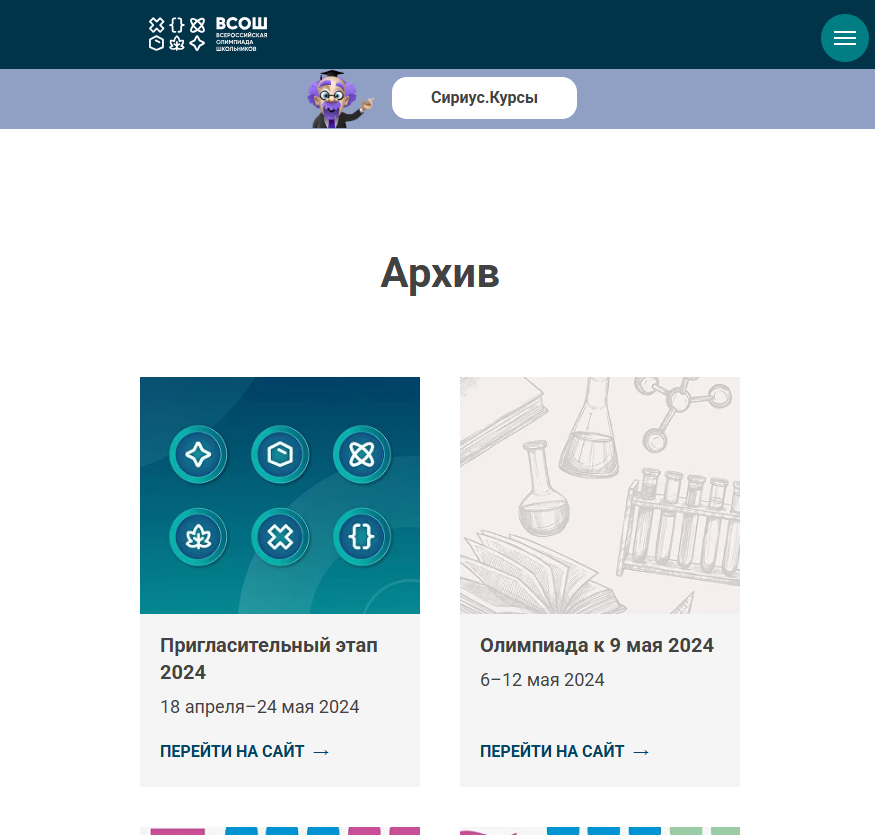 ВСОШ
ВСЕРОССИЙСКАЯ
ОЛИМПИАДА
ШКОЛЬНИКОВ
Сириус.Курсы
Архив
Пригласительный этап
2024
18 апреля–24 мая 2024
ПЕРЕЙТИ НА САЙТ →
Олимпиада к 9 мая 2024
6–12 мая 2024
ПЕРЕЙТИ НА САЙТ →